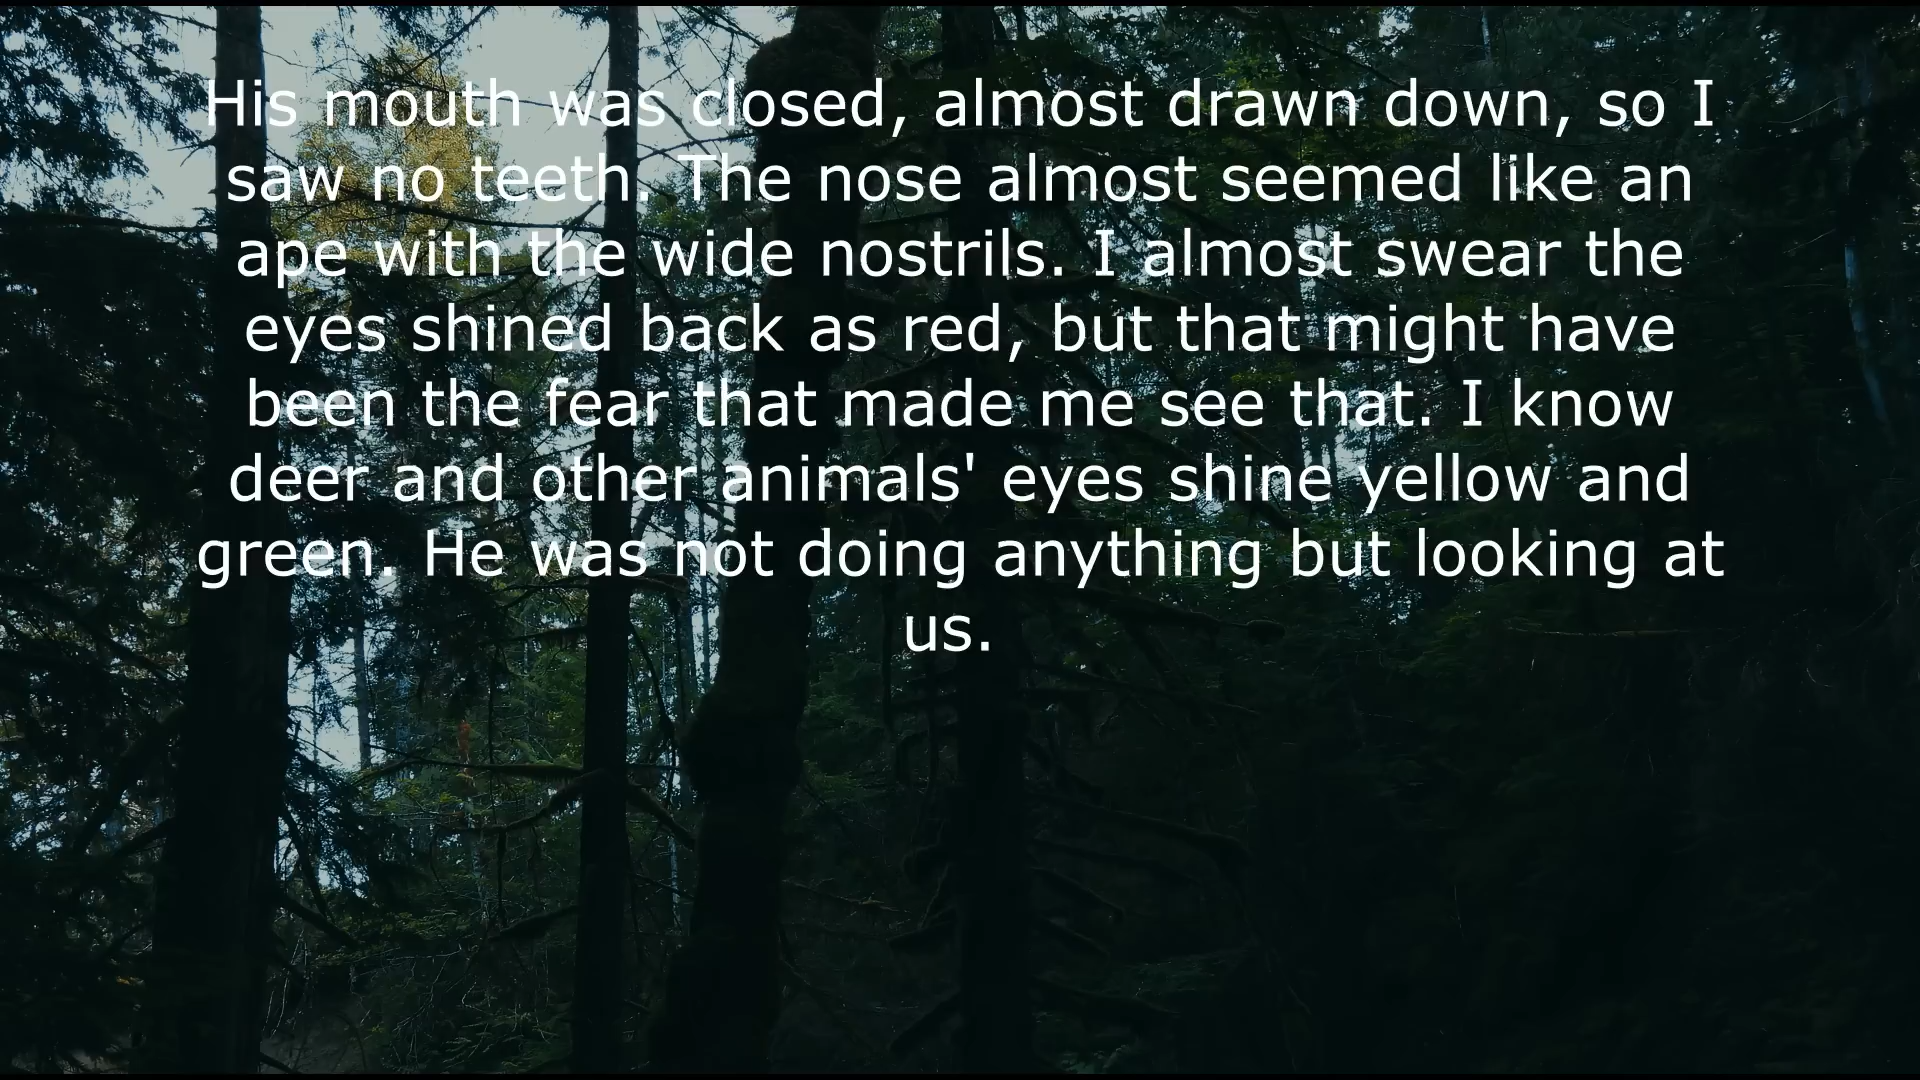 His mouth was closed, almost drawn down, so I
saw no teeth. The nose almost seemed like an
ape with the wide nostrils. I almost swear the
eyes shined back as red, but that might have
been the fear that made me see that. I know
deer and other animals' eyes shine yellow and
green. He was not doing anything but looking at
us.